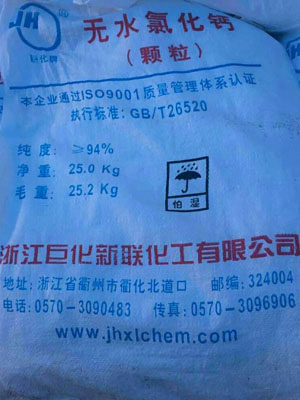 JH
巨化牌
无水氯化钙
（颗粒）
本企业通过ISO9001质量管理体系认证
执行标准：GB/T26520
纯 度： ≥94%
净 重： 25.0 Kg
毛 重： 25.2 Kg
怕 湿
浙江巨化新联化工有限公司
地址：浙江省衢州市衢化北道口 邮编：324004
电话：0570-3090483 传真：0570-3096906
www.jhxlchem.com